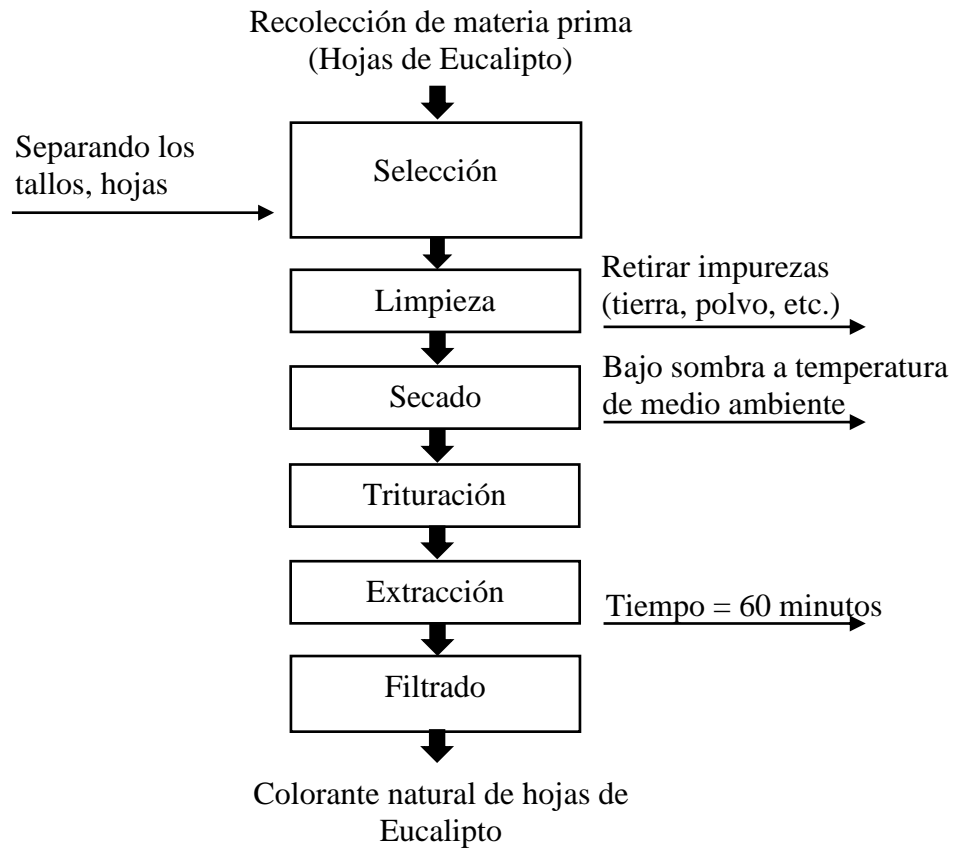 Recolección de materia prima
(Hojas de Eucalipto)
Separando los
tallos, hojas
Selección
Limpieza
Retirar impurezas
(tierra, polvo, etc.)
Secado
Bajo sombra a temperatura
de medio ambiente
Trituración
Extracción
Tiempo = 60 minutos
Filtrado
Colorante natural de hojas de
Eucalipto